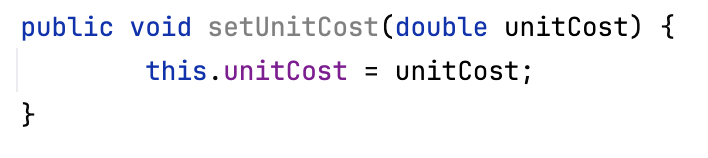 public void setUnitCost(double unitCost) {
        this.unitCost = unitCost;
}